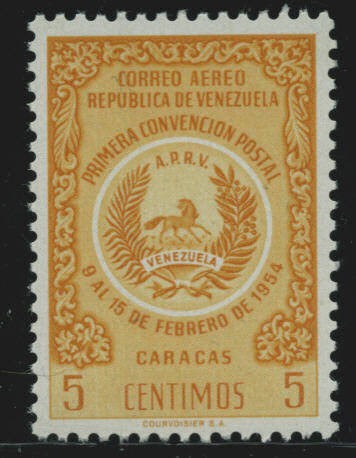 CORREO AEREO
REPÚBLICA DE VENEZUELA
PRIMERA CONVENCION POSTAL
A.P.R.V.
VENEZUELA
9 AL 15 DE FEBRERO DE 1954
CARACAS
5 CENTIMOS 5
COURVOISIER S.A.